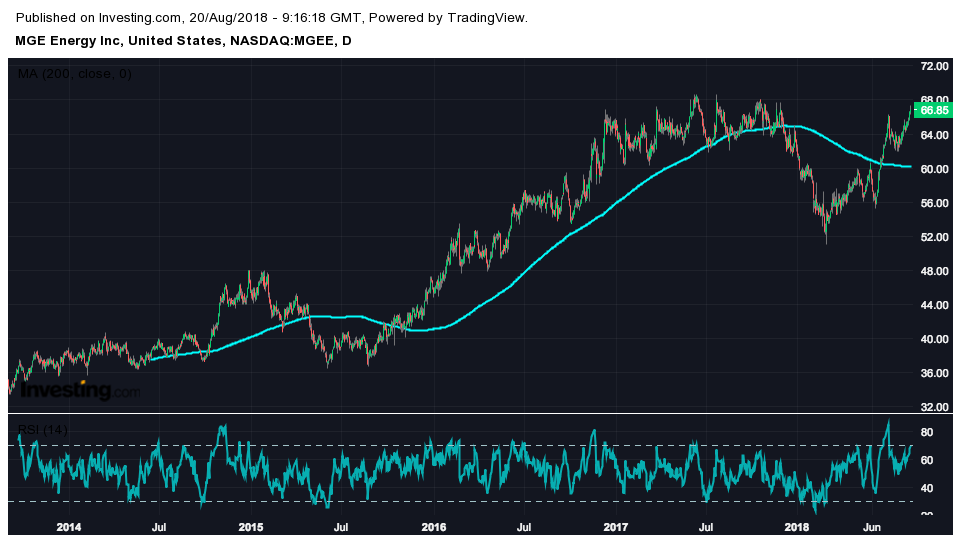 Published on Investing.com, 20/Aug/2018 - 9:16:18 GMT, Powered by TradingView.
MGE Energy Inc, United States, NASDAQ:MGEE, D
MA (200, close, 0)
72.00
68.00
66.85
64.00
60.00
56.00
52.00
48.00
44.00
40.00
36.00
32.00
Investing.com
RSI (14)
80
60
40
2014 Jul 2015 Jul 2016 Jul 2017 Jul 2018 Jun